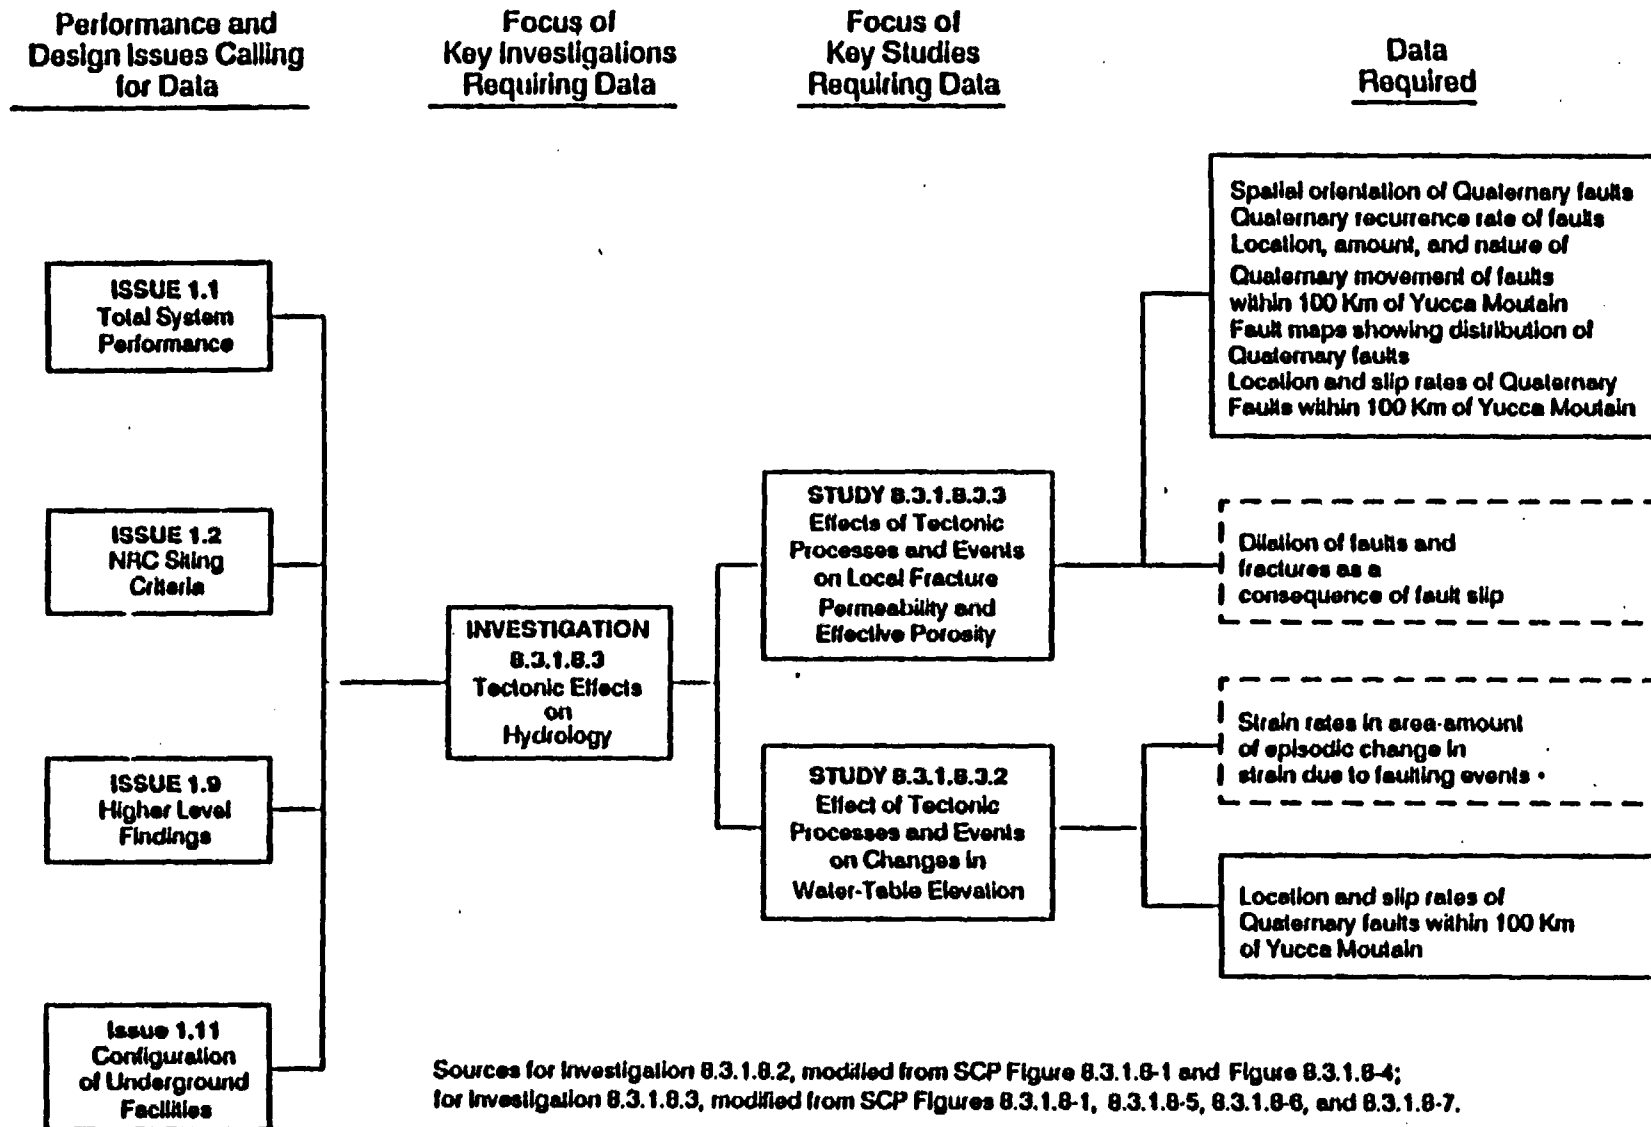 Performance and
Design Issues Calling
for Data
Focus of
Key Investigations
Requiring Data
Focus of
Key Studies
Requiring Data
Data
Required
ISSUE 1.1
Total System
Performance
ISSUE 1.2
NRC Siting
Criteria
ISSUE 1.9
Higher Level
Findings
Issue 1.11
Configuration
of Underground
Facilities
INVESTIGATION
8.3.1.8.3
Tectonic Effects
on
Hydrology
STUDY 8.3.1.8.3.3
Effects of Tectonic
Processes and Events
on Local Fracture
Permeability and
Effective Porosity
STUDY 8.3.1.8.3.2
Effect of Tectonic
Processes and Events
on Changes in
Water-Table Elevation
Spatial orientation of Quaternary faults
Quaternary recurrence rate of faults
Location, amount, and nature of
Quaternary movement of faults
within 100 Km of Yucca Moutain
Fault maps showing distribution of
Quaternary faults
Location and slip rates of Quaternary
Faults within 100 Km of Yucca Moutain
Dilation of faults and
fractures as a
consequence of fault slip
Strain rates in area-amount
of episodic change in
strain due to faulting events
Location and slip rates of
Quaternary faults within 100 Km
of Yucca Moutain
Sources for Investigation 8.3.1.8.2, modified from SCP Figure 8.3.1.8-1 and Figure 8.3.1.8-4;
for Investigation 8.3.1.8.3, modified from SCP Figures 8.3.1.8-1, 8.3.1.8-5, 8.3.1.8-6, and 8.3.1.8-7.